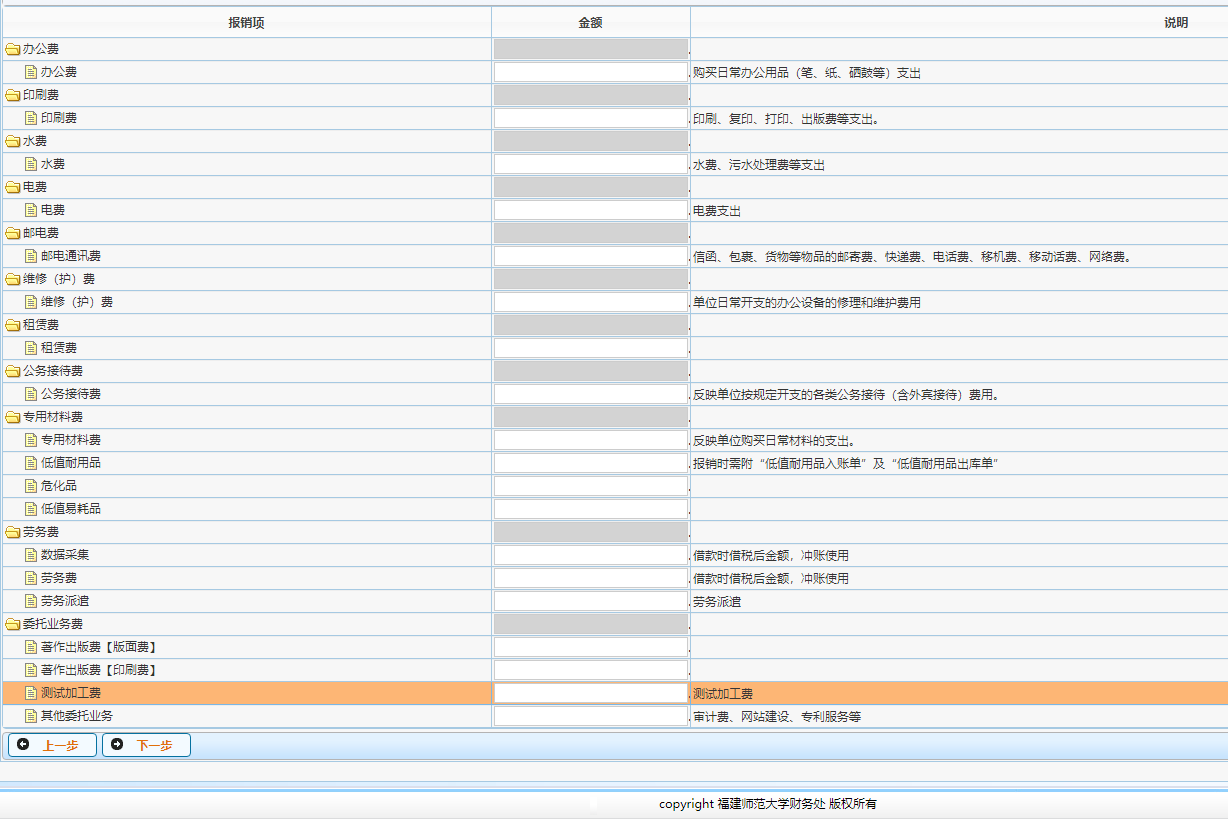 报销项 金额 说明
办公费
办公费 购买日常办公用品（笔、纸、硒鼓等）支出
印刷费
印刷费 印刷、复印、打印、出版费等支出。
水费
水费 水费、污水处理费等支出
电费
电费 电费支出
邮电费
邮电通讯费 信函、包裹、货物等物品的邮寄费、快递费、电话费、移机费、移动话费、网络费。
维修（护）费
维修（护）费 单位日常开支的办公设备的修理和维护费用
租赁费
租赁费
公务接待费
公务接待费 反映单位按规定开支的各类公务接待（含外宾接待）费用。
专用材料费
专用材料费 反映单位购买日常材料的支出。
低值耐用品 报销时需附“低值耐用品入账单”及“低值耐用品出库单”
危化品
低值易耗品
劳务费
数据采集 借款时借税后金额，冲账使用
劳务费 借款时借税后金额，冲账使用
劳务派遣 劳务派遣
委托业务费
著作出版费【版面费】
著作出版费【印刷费】
测试加工费 测试加工费
其他委托业务 审计费、网站建设、专利服务等
上一步 下一步
copyright 福建师范大学财务处 版权所有